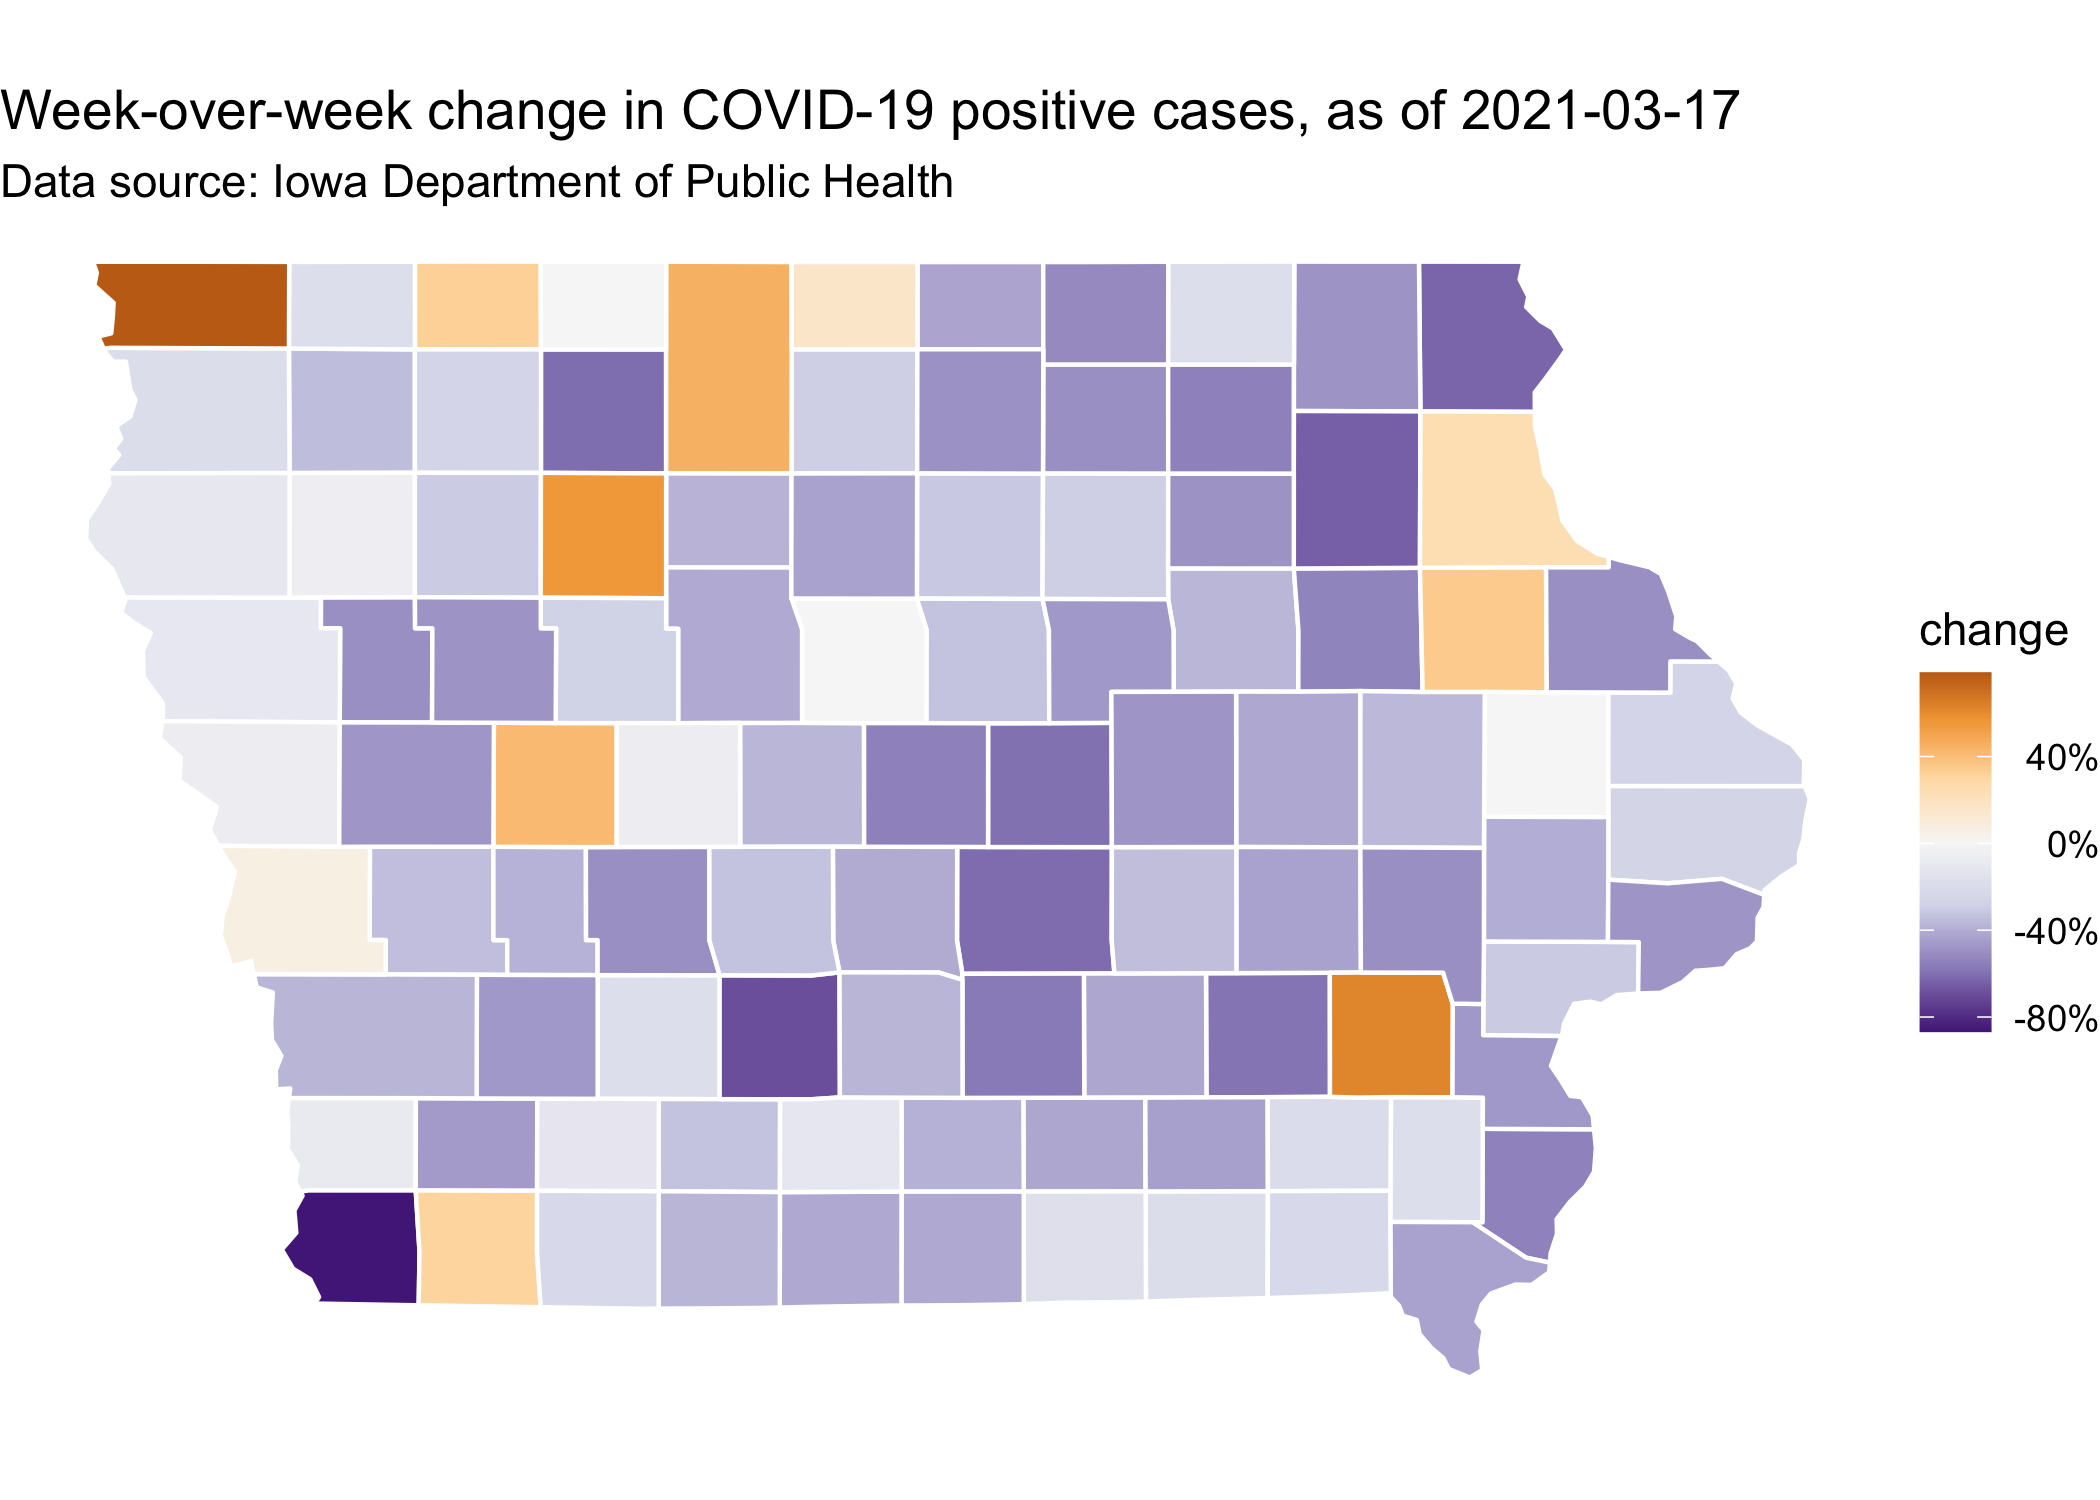 Week-over-week change in COVID-19 positive cases, as of 2021-03-17
Data source: Iowa Department of Public Health
change
40%
0%
-40%
-80%